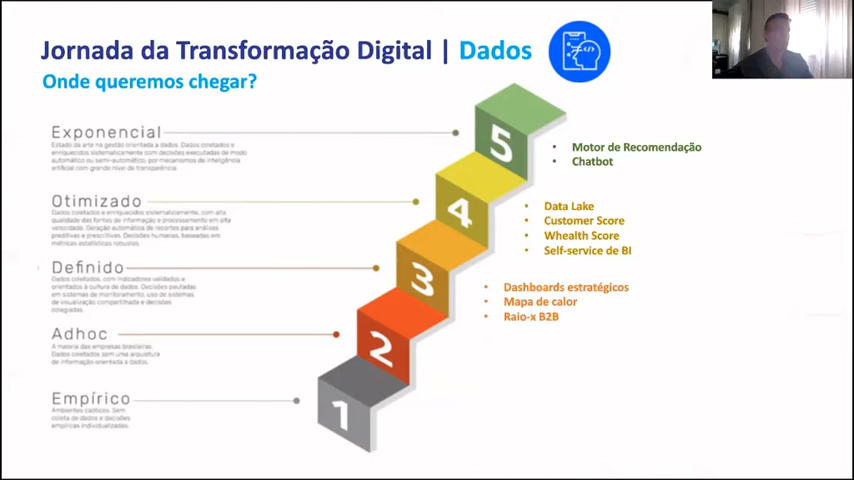 Jornada da Transformação Digital | Dados
Onde queremos chegar?
Exponencial
Estado da arte na gestão orientada a dados. Dados coletados e
enriquecidos sistematicamente com decisões executadas de modo
automático ou semi-automático, por mecanismos de inteligência
artificial com grande nível de transparência.
5
Motor de Recomendação
Chatbot
Otimizado
Dados coletados e enriquecidos sistematicamente, com alta
qualidade das fontes de informação e processamento em alta
velocidade. Geração automática de recortes para análises
preditivas e prescritivas. Decisões humanas, baseadas em
métricas estatísticas robustas.
4
Data Lake
Customer Score
Whealth Score
Self-service de BI
Definido
Dados coletados, com indicadores validados e
orientados à cultura de dados. Decisões pautadas
em sistemas de monitoramento, uso de sistemas
de visualização compartilhada e decisões
colegiadas.
3
Dashboards estratégicos
Mapa de calor
Raio-x B2B
Adhoc
A maioria das empresas brasileiras.
Dados coletados sem uma arquitetura
de informação orientada a dados.
2
Empírico
Ambientes caóticos. Sem
coleta de dados e decisões
empíricas individualizadas.
1